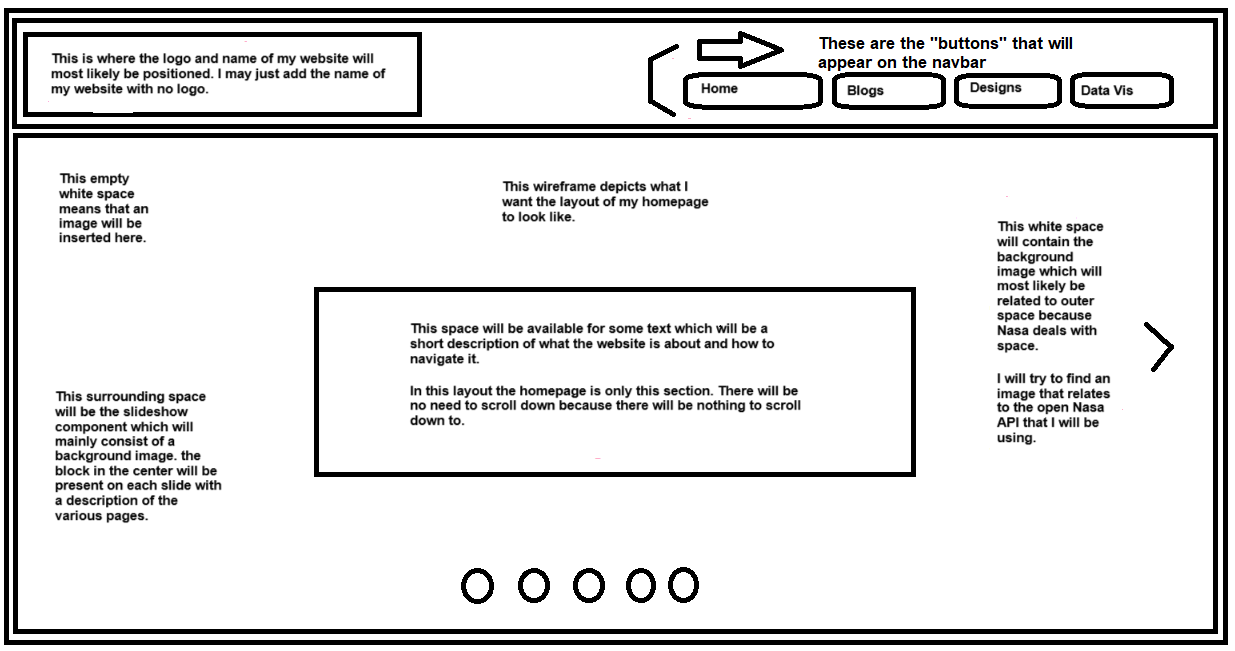 This is where the logo and name of my website will
most likely be positioned. I may just add the name of
my website with no logo.
These are the "buttons" that will
appear on the navbar
Home
Blogs
Designs
Data Vis
This empty
white space
means that an
image will be
inserted here.
This wireframe depicts what I
want the layout of my homepage
to look like.
This white space
will contain the
background
image which will
most likely be
related to outer
space because
Nasa deals with
space.
I will try to find an
image that relates
to the open Nasa
API that I will be
using.
This space will be available for some text which will be a
short description of what the website is about and how to
navigate it.
In this layout the homepage is only this section. There will be
no need to scroll down because there will be nothing to scroll
down to.
This surrounding space
will be the slideshow
component which will
mainly consist of a
background image. the
block in the center will be
present on each slide with
a description of the
various pages.